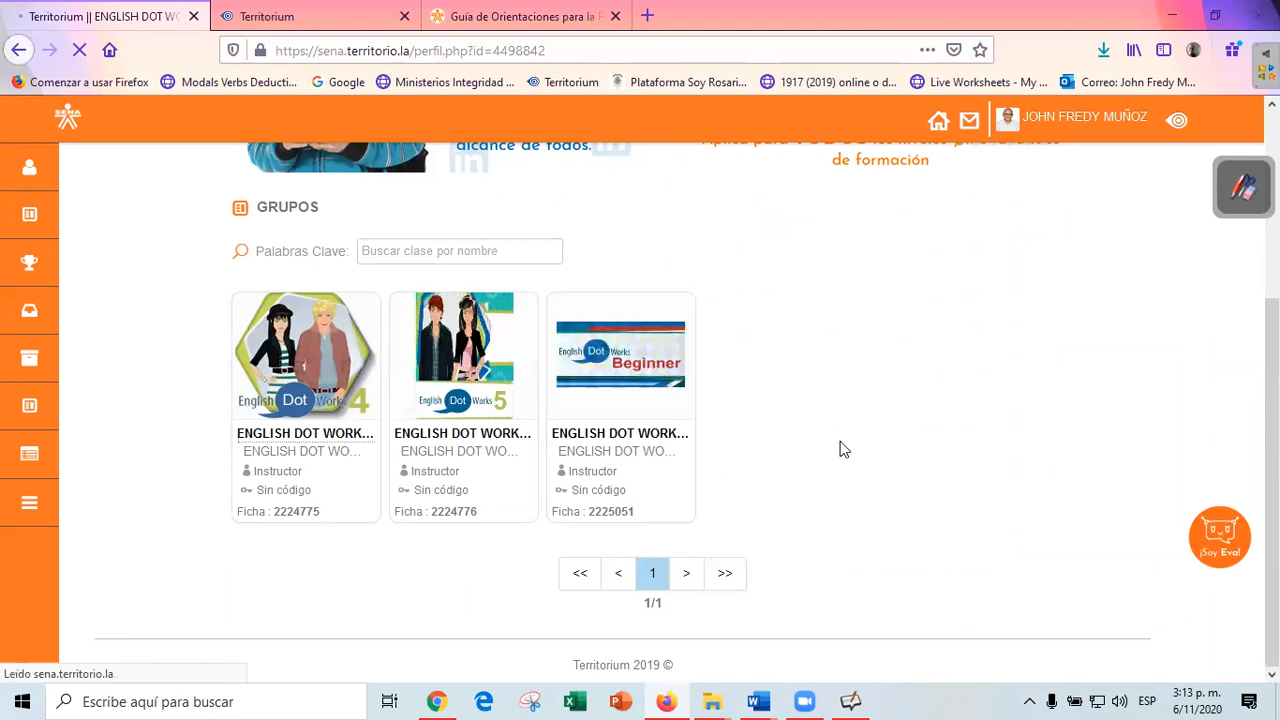 Territorium || ENGLISH DOT WO
Territorium
Guía de Orientaciones para la F
https://sena.territorio.la/perfil.php?id=4498842
Comenzar a usar Firefox
Modals Verbs Deducti...
Google
Ministerios Integridad ...
Territorium
Plataforma Soy Rosari...
1917 (2019) online o d...
Live Worksheets - My ...
Correo: John Fredy M...
SENA
JOHN FREDY MUÑOZ
alcance de todos.
de formación
GRUPOS
Palabras Clave: Buscar clase por nombre
English Dot Works 4
English Dot Works 5
English Dot Works Beginner
ENGLISH DOT WORK...
ENGLISH DOT WO...
Instructor
Sin código
Ficha : 2224775
ENGLISH DOT WORK...
ENGLISH DOT WO...
Instructor
Sin código
Ficha : 2224776
ENGLISH DOT WORK...
ENGLISH DOT WO...
Instructor
Sin código
Ficha : 2225051
¡Soy Eva!
<< < 1 > >>
1/1
Territorium 2019 ©
Leído sena.territorio.la
Escribe aquí para buscar
ESP
3:13 p. m.
6/11/2020